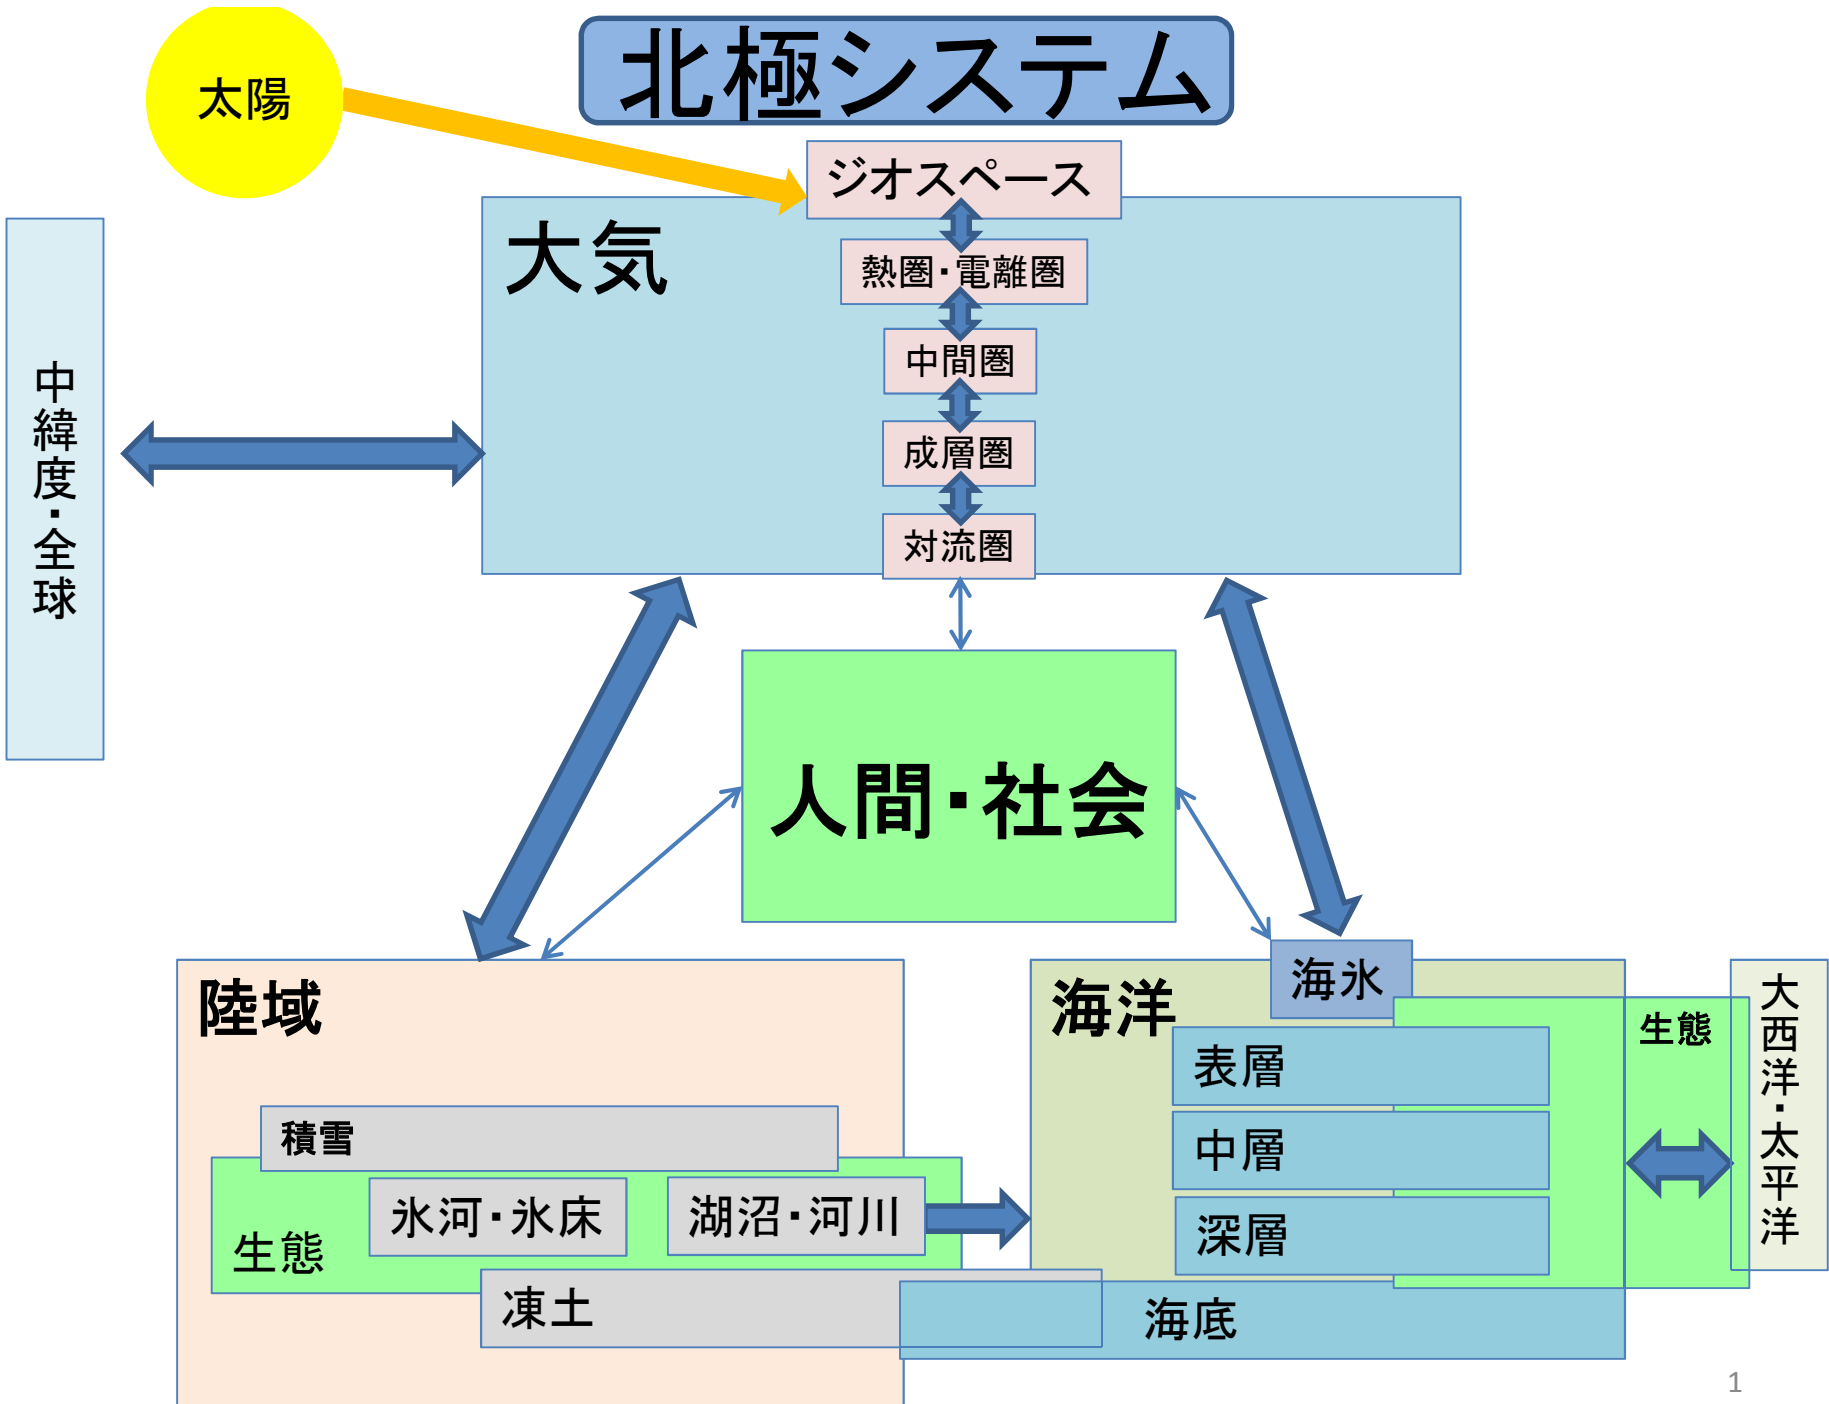 北極システム
太陽
ジオスペース
大気
熱圏・電離圏
中間圏
成層圏
対流圏
中緯度・全球
人間・社会
陸域
積雪
氷河・氷床
湖沼・河川
生態
凍土
海洋
海氷
生態
表層
中層
深層
海底
大西洋・太平洋
1